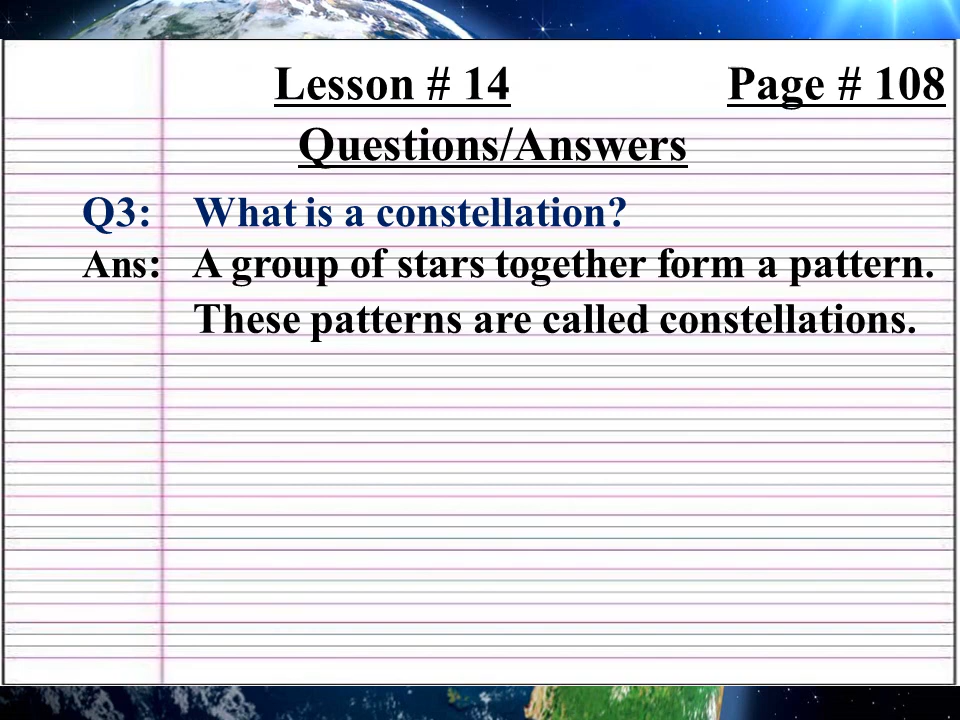 Lesson # 14 Page # 108
Questions/Answers
Q3: What is a constellation?
Ans: A group of stars together form a pattern.
These patterns are called constellations.